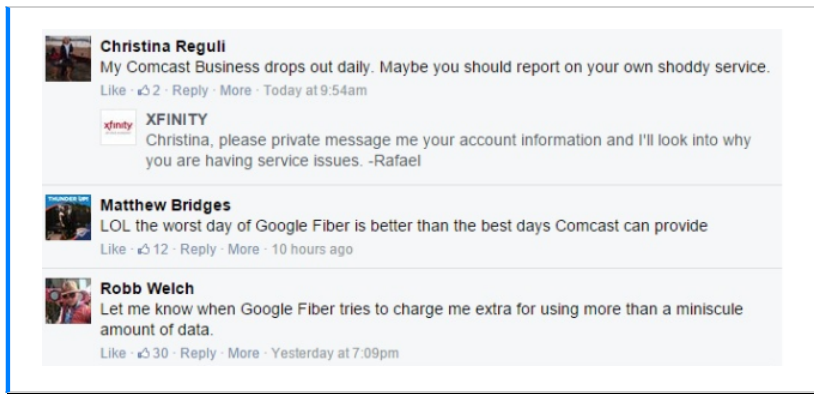 Christina Reguli
My Comcast Business drops out daily. Maybe you should report on your own shoddy service.
Like · 2 · Reply · More · Today at 9:54am
xfinity
XFINITY
Christina, please private message me your account information and I'll look into why
you are having service issues. -Rafael
THUNDER UP!
Matthew Bridges
LOL the worst day of Google Fiber is better than the best days Comcast can provide
Like · 12 · Reply · More · 10 hours ago
Robb Welch
Let me know when Google Fiber tries to charge me extra for using more than a miniscule
amount of data.
Like · 30 · Reply · More · Yesterday at 7:09pm